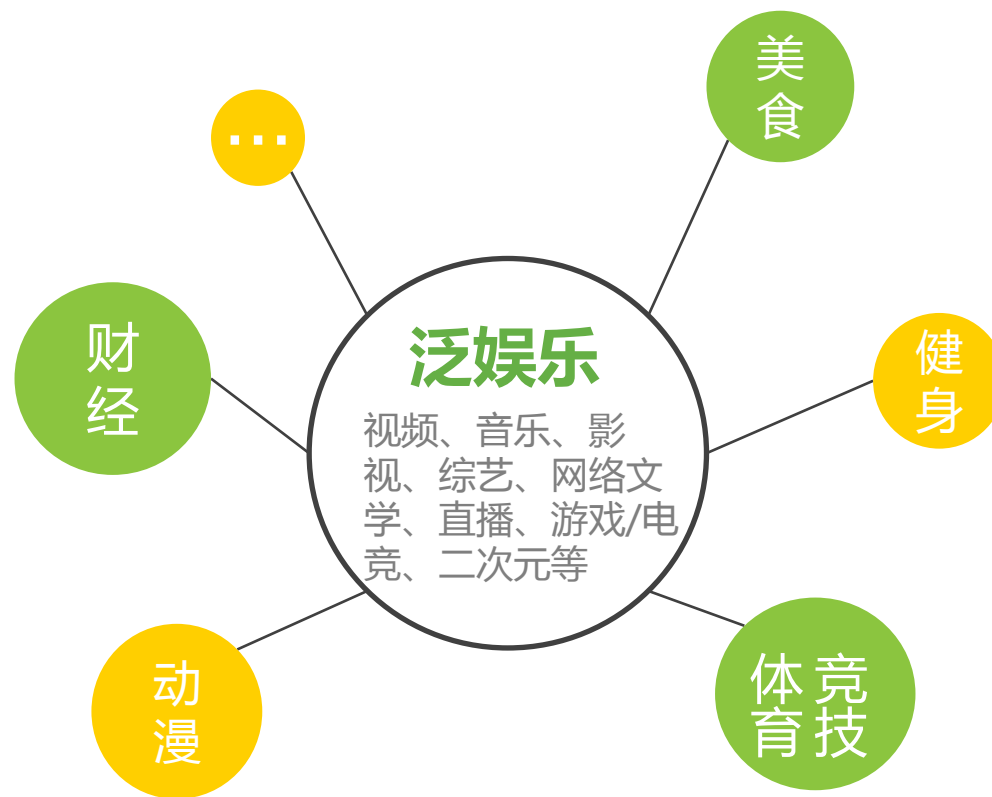 美
食
...
财
经
泛娱乐
视频、音乐、影
视、综艺、网络文
学、直播、游戏/电
竞、二次元等
健
身
动
漫
体竞
育技